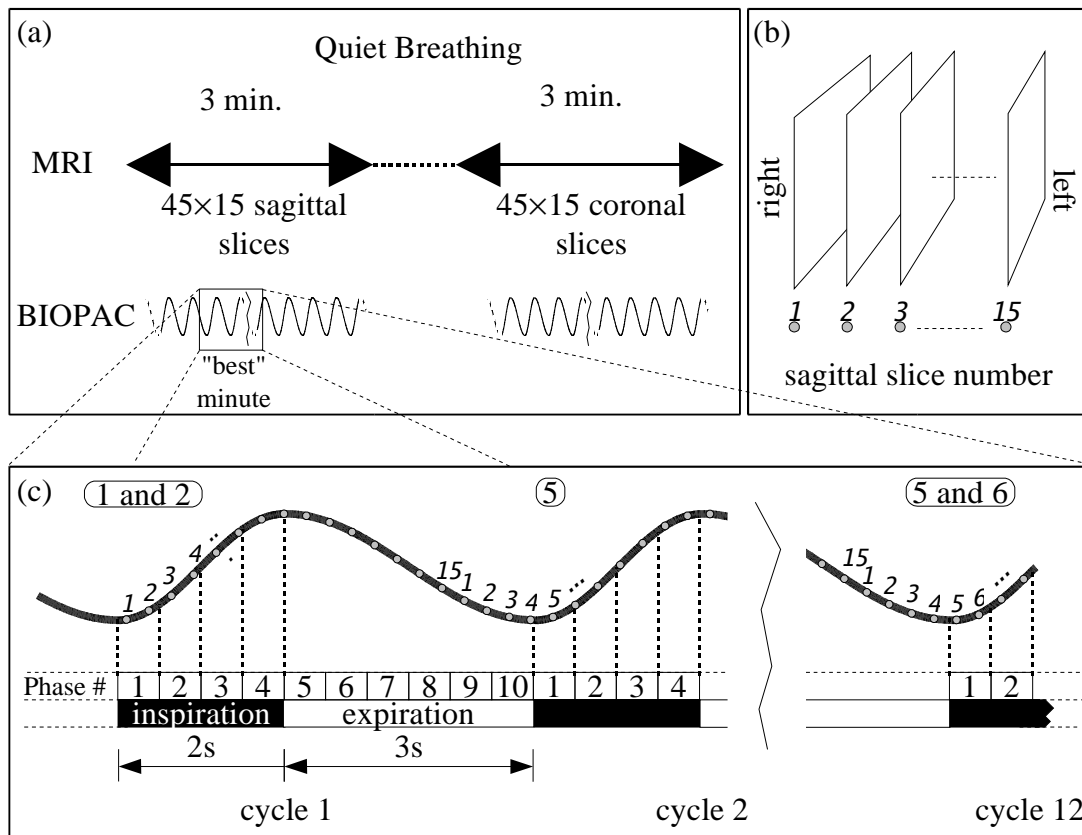 (a)
Quiet Breathing
3 min.
3 min.
MRI
45×15 sagittal
slices
45×15 coronal
slices
BIOPAC
"best"
minute
(b)
right
left
1 2 3 15
sagittal slice number
(c)
1 and 2
5
5 and 6
1 2 3 4 15 1 2 3 4 5 15 1 2 3 4 5 6
Phase # 1 2 3 4 5 6 7 8 9 10 1 2 3 4 1 2
inspiration expiration
2s 3s
cycle 1 cycle 2 cycle 12